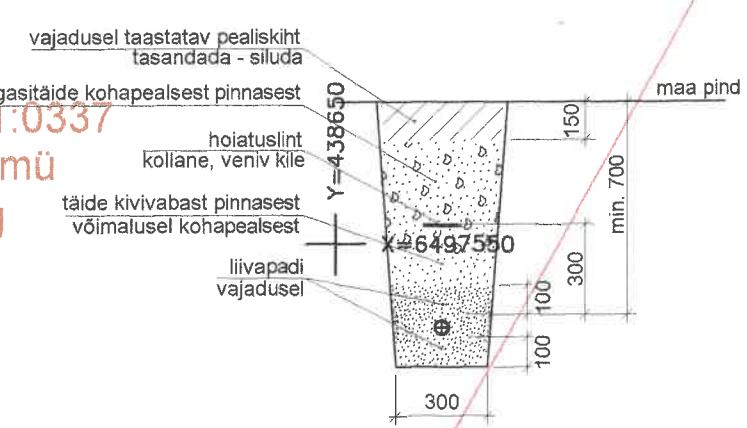 vajadusel taastatav pealiskiht
tasandada - siluda
maa pind
gasitäide kohapealsest pinnasest
:0337
mü
hoiatuslint
kollane, veniv kile
täide kivivabast pinnasest
võimalusel kohapealsest
liivapadi
vajadusel
Y=438650
X=6497550
150
min. 700
300
100
100
300